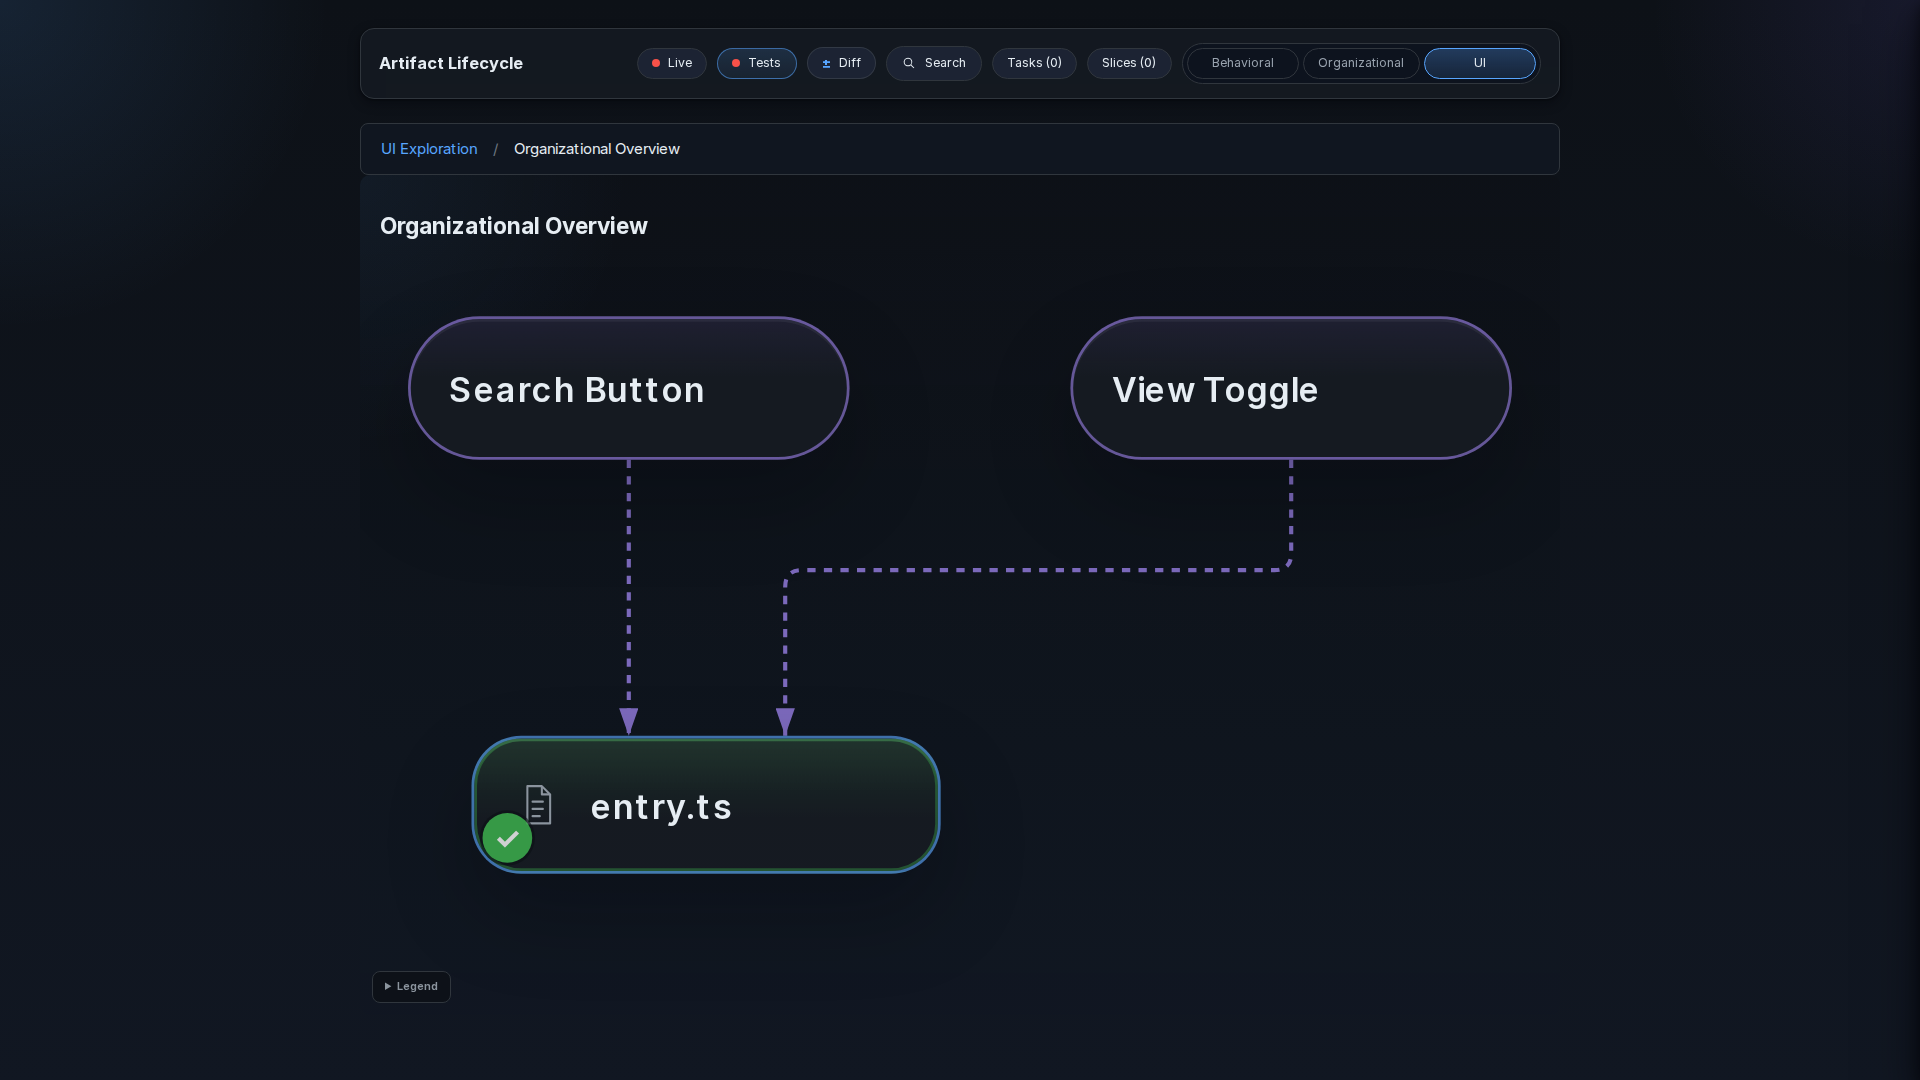 Artifact Lifecycle
Live
Tests
± Diff
Search
Tasks (0)
Slices (0)
Behavioral
Organizational
UI
UI Exploration / Organizational Overview
Organizational Overview
Search Button
View Toggle
entry.ts
Legend